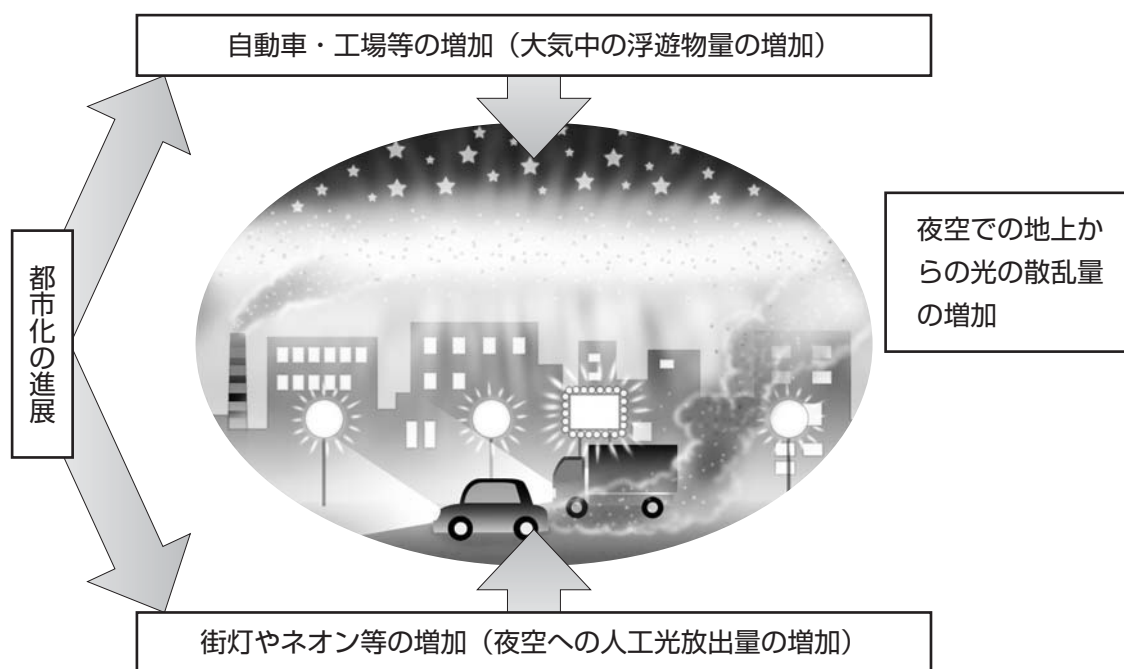 自動車・工場等の増加（大気中の浮遊物量の増加）
都市化の進展
夜空での地上か
らの光の散乱量
の増加
街灯やネオン等の増加（夜空への人工光放出量の増加）